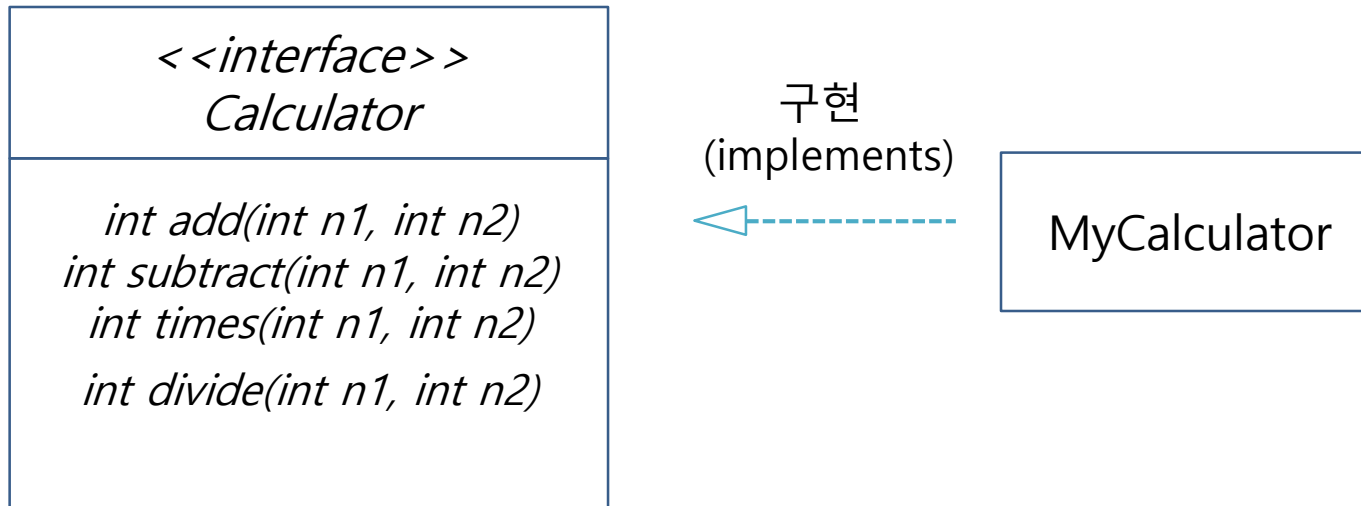 <<interface>>
Calculator
int add(int n1, int n2)
int subtract(int n1, int n2)
int times(int n1, int n2)
int divide(int n1, int n2)
구현
(implements)
MyCalculator